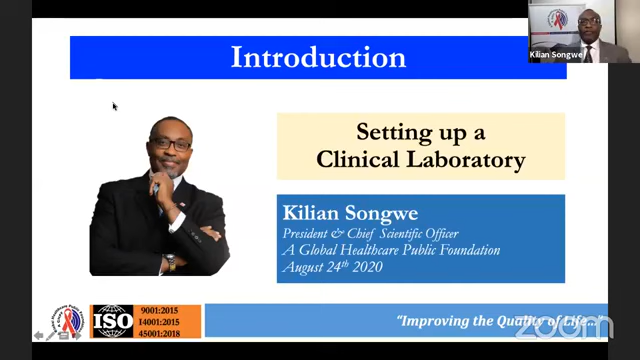 Introduction
Kilian Songwe
Setting up a
Clinical Laboratory
Kilian Songwe
President & Chief Scientific Officer
A Global Healthcare Public Foundation
August 24th 2020
ISO
9001:2015
14001:2015
45001:2018
"Improving the Quality of Life..."
zoom